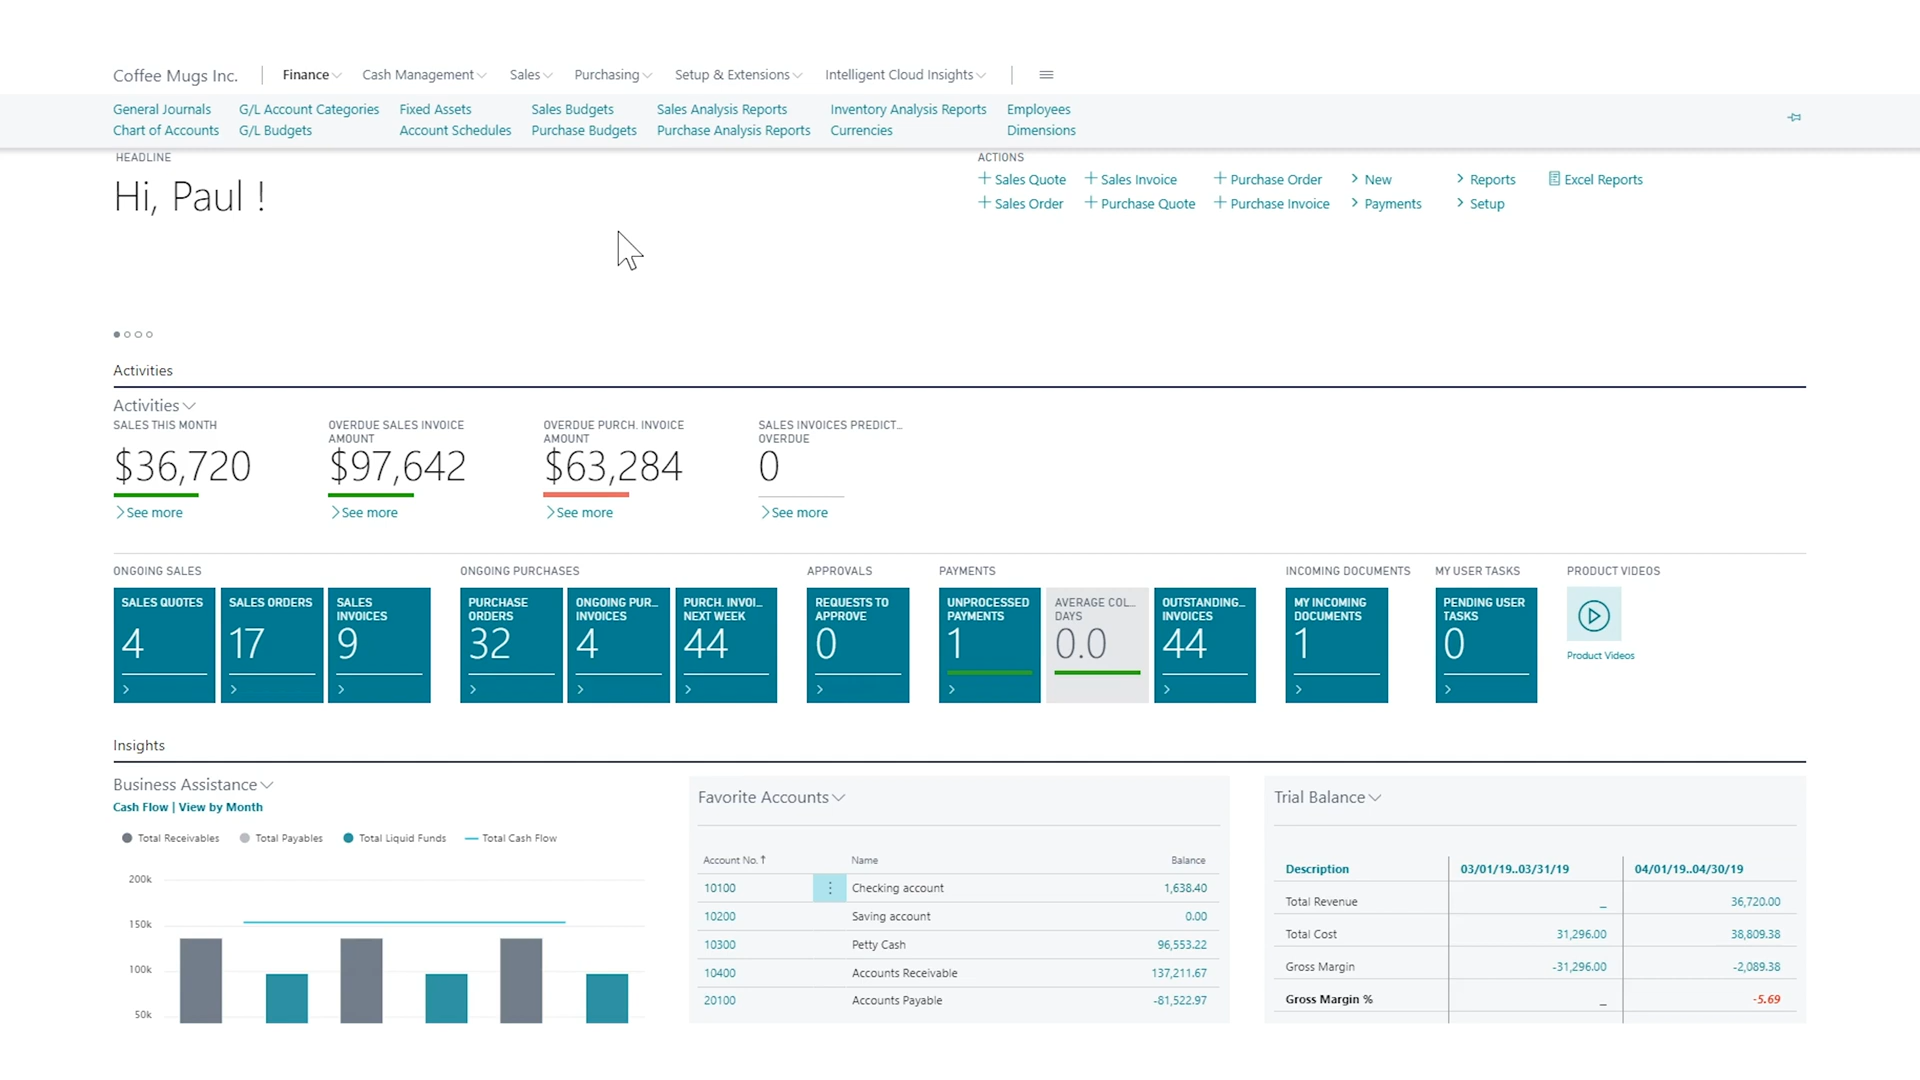 Coffee Mugs Inc. Finance Cash Management Sales Purchasing Setup & Extensions Intelligent Cloud Insights
General Journals G/L Account Categories Fixed Assets Sales Budgets Sales Analysis Reports Inventory Analysis Reports Employees
Chart of Accounts G/L Budgets Account Schedules Purchase Budgets Purchase Analysis Reports Currencies Dimensions
HEADLINE
Hi, Paul !
ACTIONS
+ Sales Quote + Sales Invoice + Purchase Order > New > Reports Excel Reports
+ Sales Order + Purchase Quote + Purchase Invoice > Payments > Setup
Activities
Activities
SALES THIS MONTH
$36,720
>See more
OVERDUE SALES INVOICE
AMOUNT
$97,642
>See more
OVERDUE PURCH. INVOICE
AMOUNT
$63,284
>See more
SALES INVOICES PREDICT...
OVERDUE
0
>See more
ONGOING SALES
SALES QUOTES
4
SALES ORDERS
17
SALES
INVOICES
9
ONGOING PURCHASES
PURCHASE
ORDERS
32
ONGOING PUR...
INVOICES
4
PURCH. INVOI...
NEXT WEEK
44
APPROVALS
REQUESTS TO
APPROVE
0
PAYMENTS
UNPROCESSED
PAYMENTS
1
AVERAGE COL...
DAYS
0.0
OUTSTANDING...
INVOICES
44
INCOMING DOCUMENTS
MY INCOMING
DOCUMENTS
1
MY USER TASKS
PENDING USER
TASKS
0
PRODUCT VIDEOS
Product Videos
Insights
Business Assistance
Cash Flow | View by Month
Total Receivables Total Payables Total Liquid Funds Total Cash Flow
200k
150k
100k
50k
Favorite Accounts
Account No. ↑ Name Balance
10100 Checking account 1,638.40
10200 Saving account 0.00
10300 Petty Cash 96,553.22
10400 Accounts Receivable 137,211.67
20100 Accounts Payable -81,522.97
Trial Balance
Description 03/01/19..03/31/19 04/01/19..04/30/19
Total Revenue _ 36,720.00
Total Cost 31,296.00 38,809.38
Gross Margin -31,296.00 -2,089.38
Gross Margin % _ -5.69